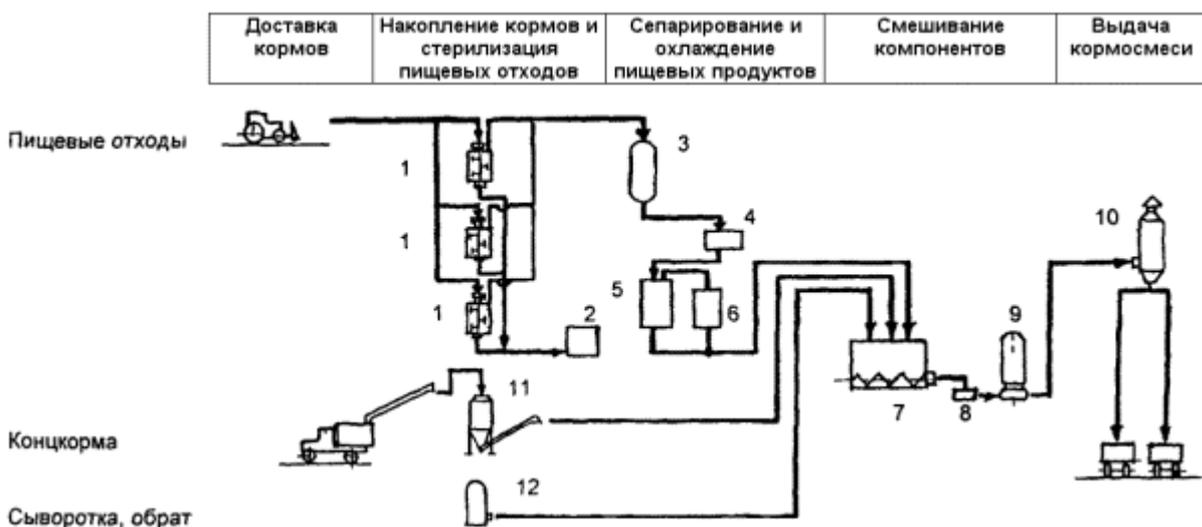 Доставка
кормов
Накопление кормов и
стерилизация
пищевых отходов
Сепарирование и
охлаждение
пищевых продуктов
Смешивание
компонентов
Выдача
кормосмеси
Пищевые отходы
1
3
1
4
10
1
2
5
6
9
11
7
8
Концкорма
12
Сыворотка, обрат